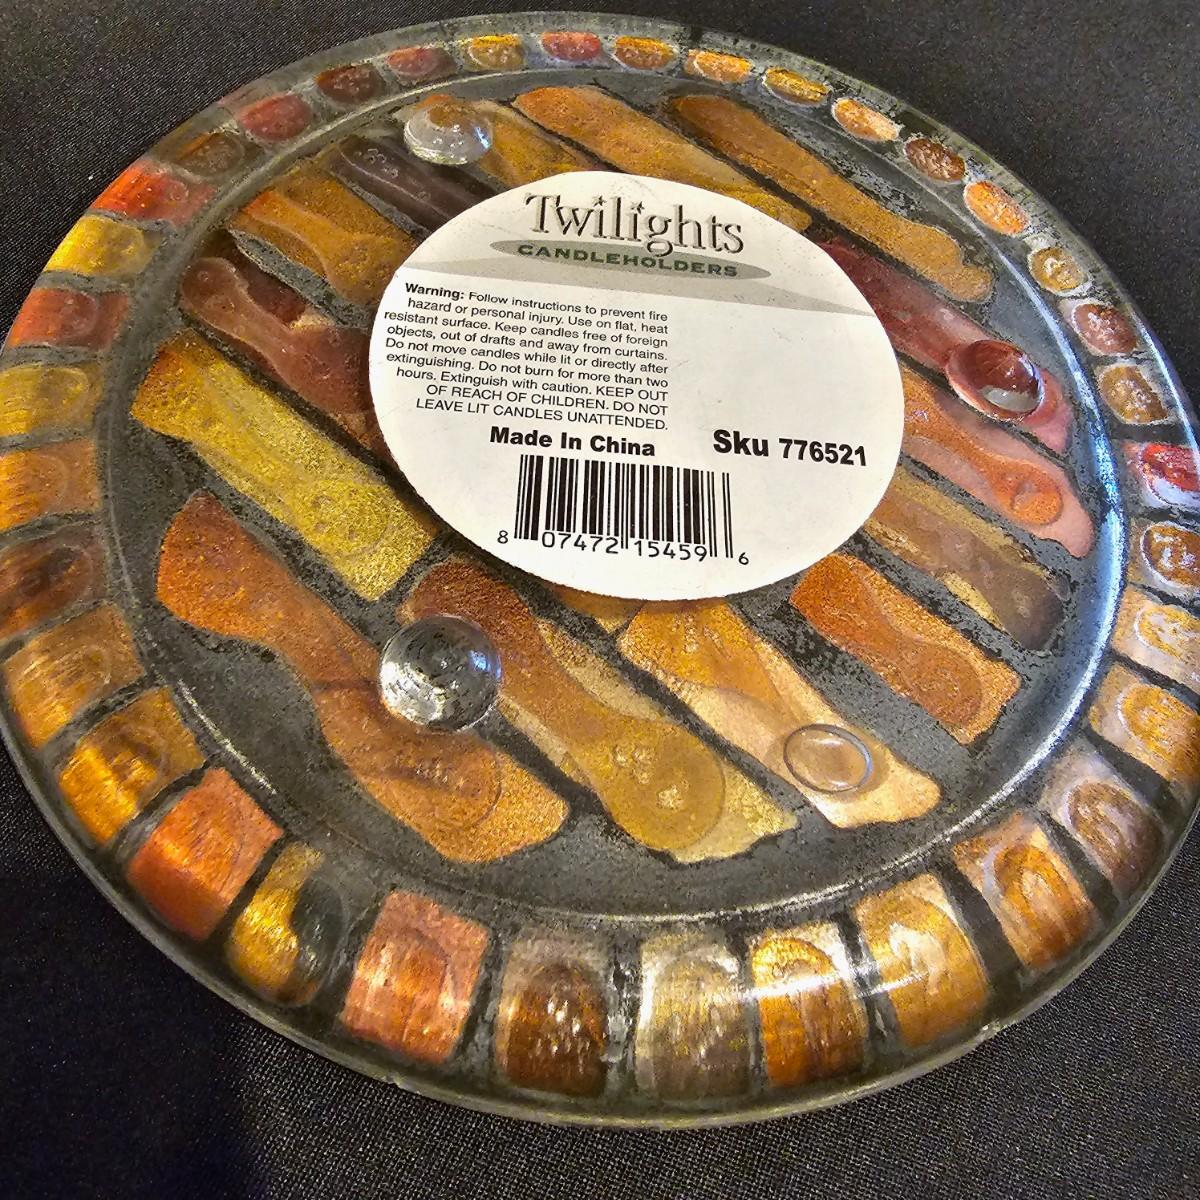 Twilights
CANDLEHOLDERS
Warning: Follow instructions to prevent fire
hazard or personal injury. Use on flat, heat
resistant surface. Keep candles free of foreign
objects, out of drafts and away from curtains.
Do not move candles while lit or directly after
extinguishing. Do not burn for more than two
hours. Extinguish with caution. KEEP OUT
OF REACH OF CHILDREN. DO NOT
LEAVE LIT CANDLES UNATTENDED.
Made In China Sku 776521
8 07472 15459 6